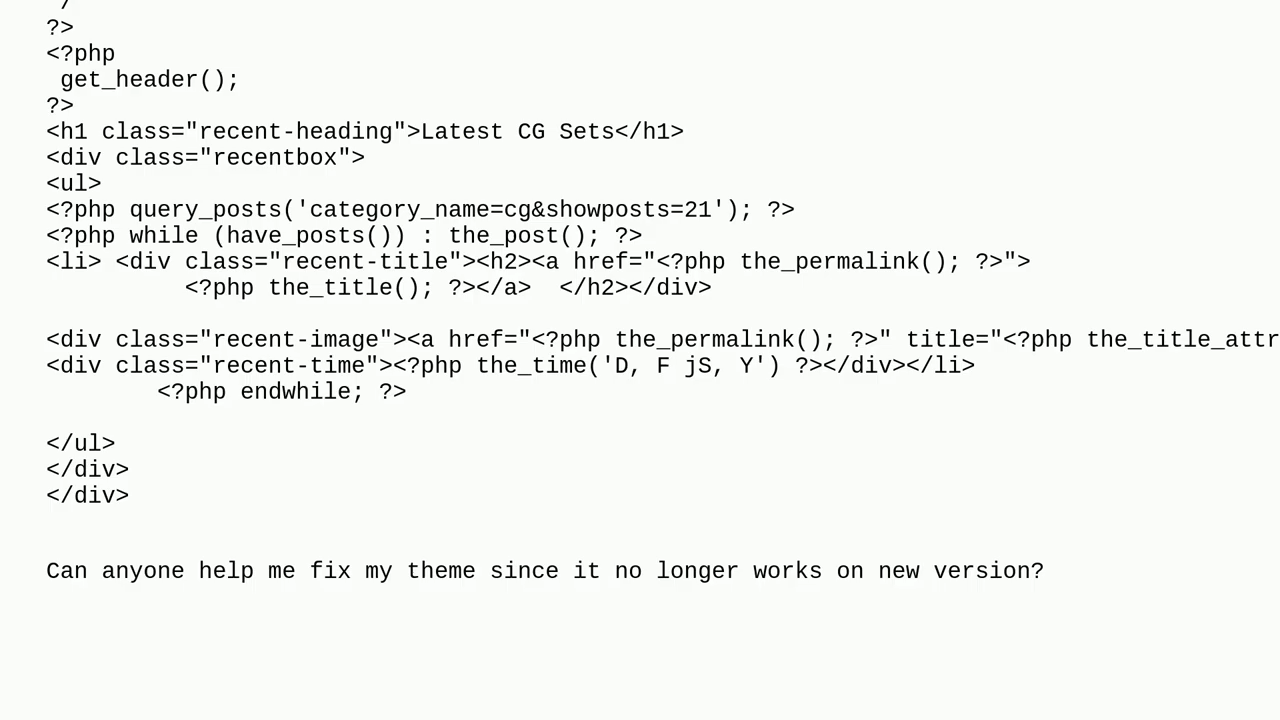 /
?>
<?php
 get_header();
?>
<h1 class="recent-heading">Latest CG Sets</h1>
<div class="recentbox">
<ul>
<?php query_posts('category_name=cg&showposts=21'); ?>
<?php while (have_posts()) : the_post(); ?>
<li> <div class="recent-title"><h2><a href="<?php the_permalink(); ?>">
          <?php the_title(); ?></a>  </h2></div>

<div class="recent-image"><a href="<?php the_permalink(); ?>" title="<?php the_title_attr
<div class="recent-time"><?php the_time('D, F jS, Y') ?></div></li>
        <?php endwhile; ?>

</ul>
</div>
</div>

Can anyone help me fix my theme since it no longer works on new version?